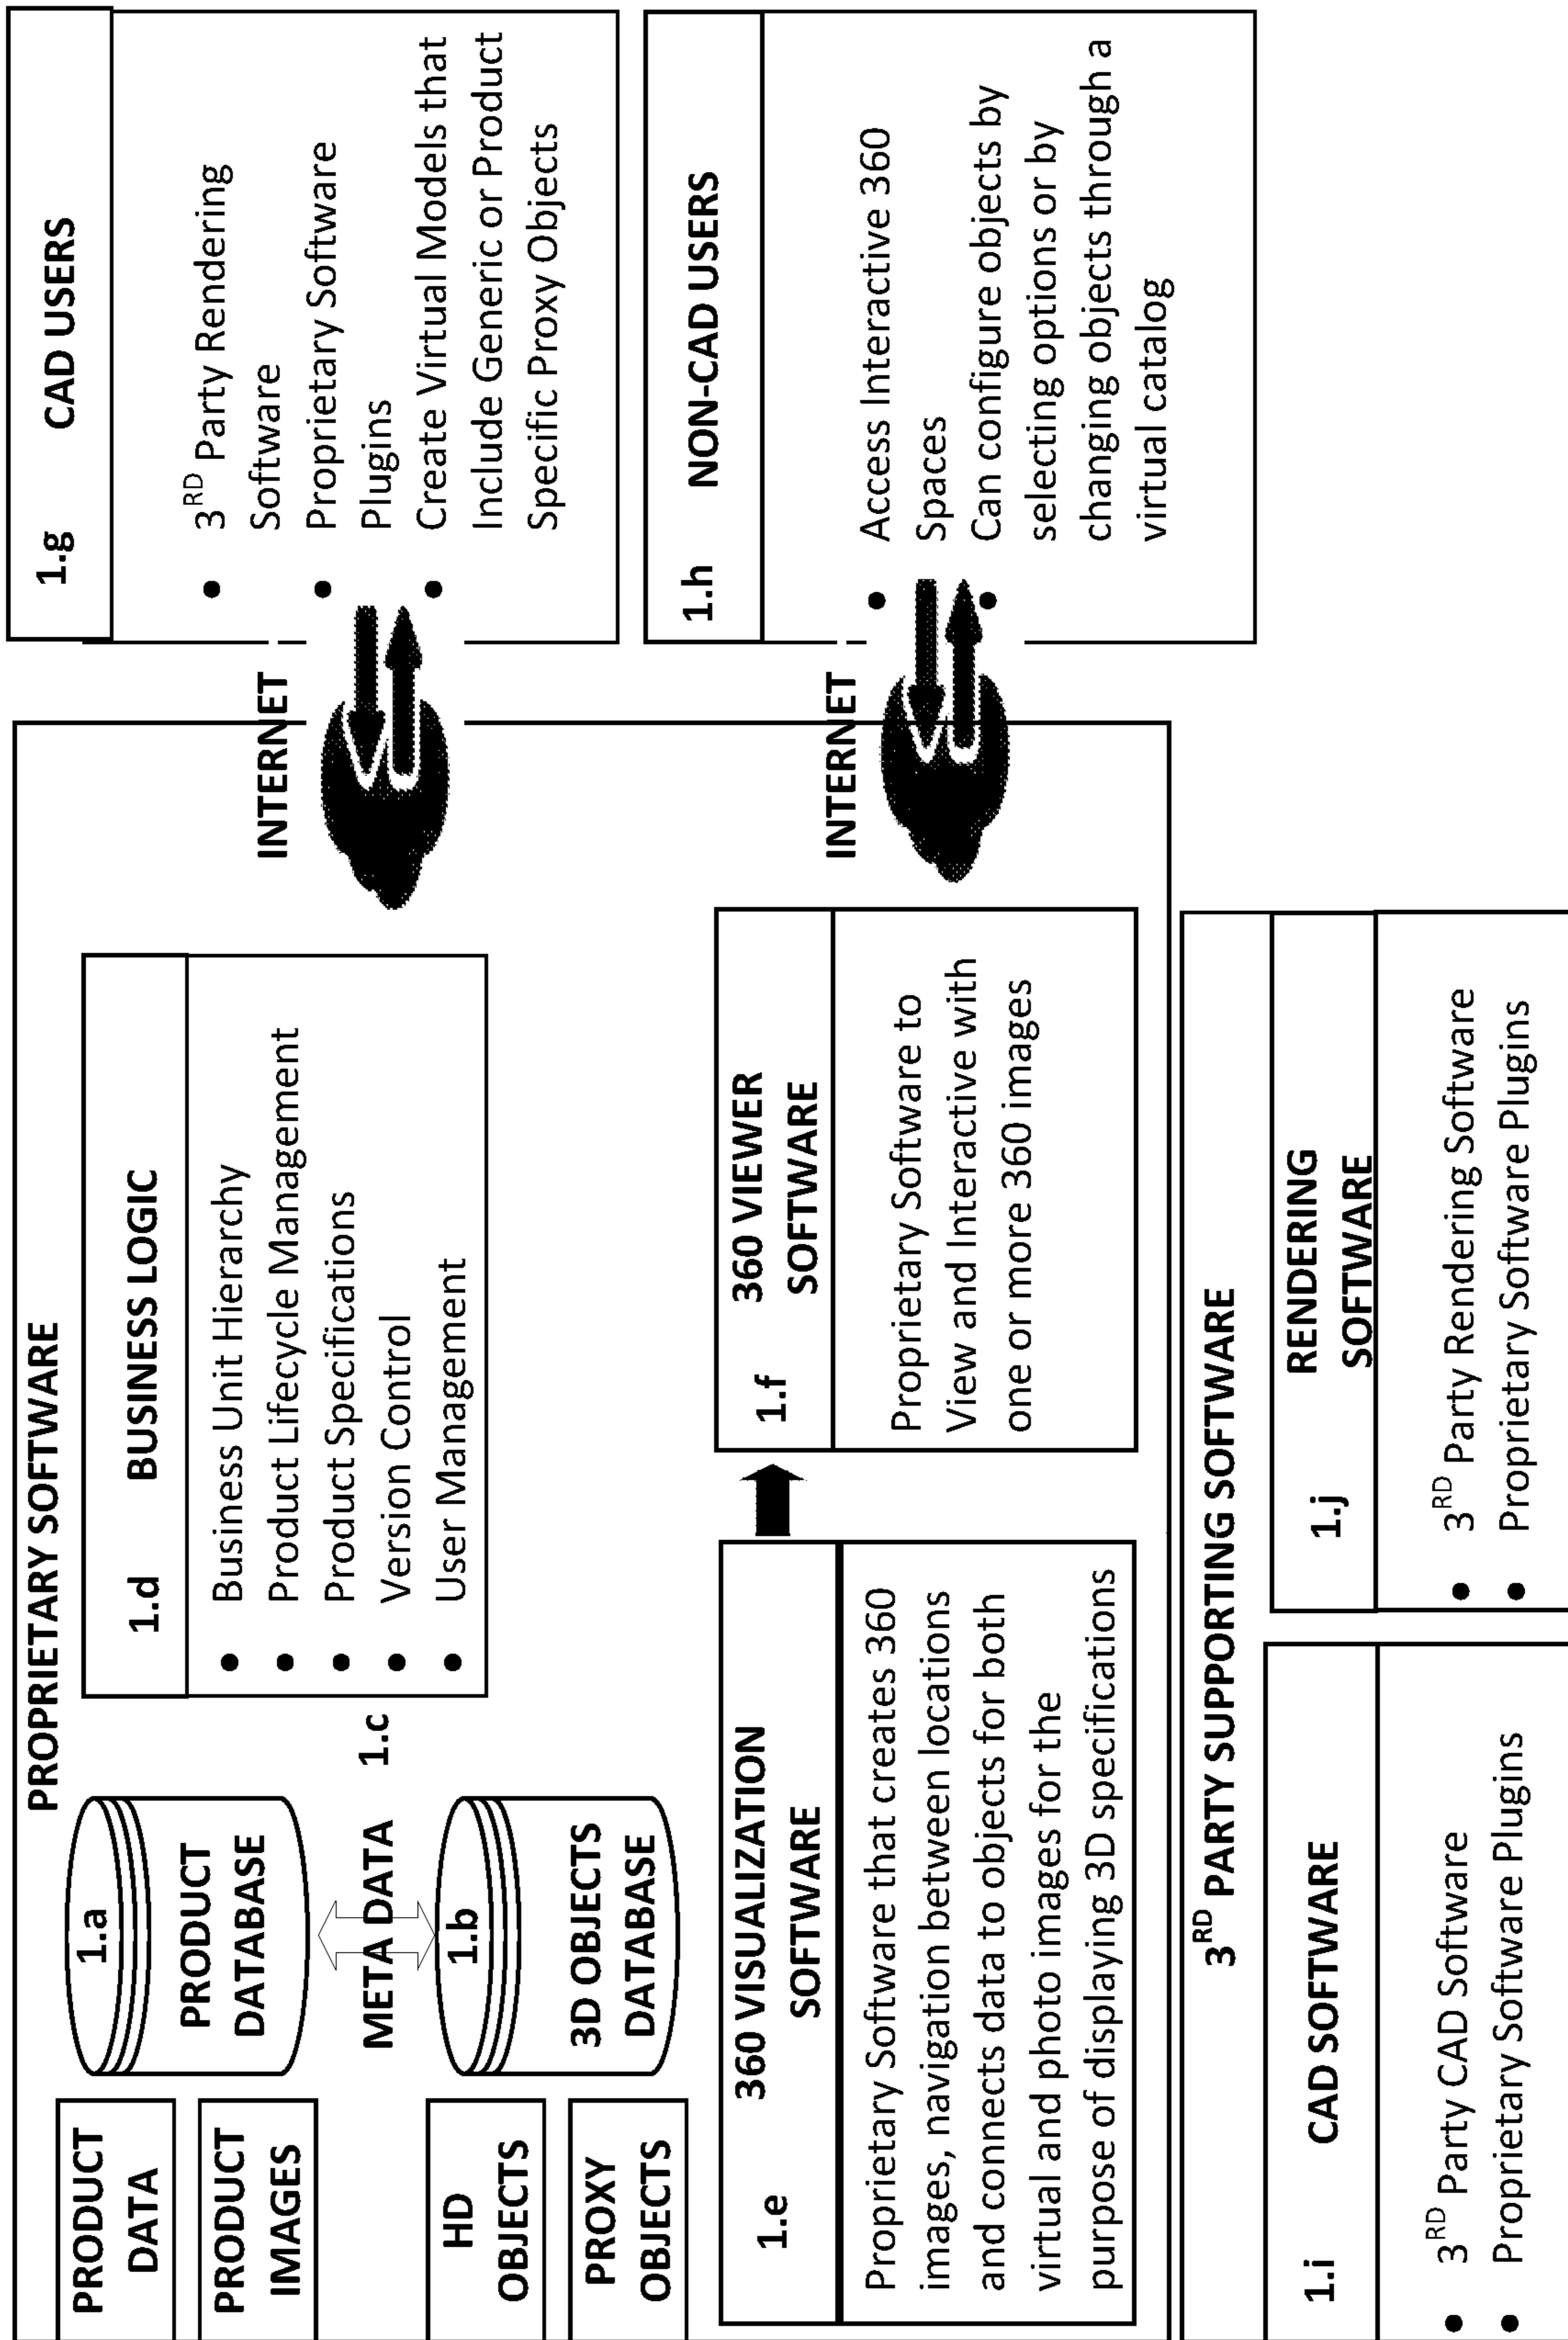 PROPRIETARY SOFTWARE
PRODUCT
DATA
PRODUCT
IMAGES
1.a
PRODUCT
DATABASE
META DATA
1.c
HD
OBJECTS
PROXY
OBJECTS
1.b
3D OBJECTS
DATABASE
1.d BUSINESS LOGIC
• Business Unit Hierarchy
• Product Lifecycle Management
• Product Specifications
• Version Control
• User Management
INTERNET
1.g CAD USERS
• 3RD Party Rendering
Software
• Proprietary Software
Plugins
• Create Virtual Models that
Include Generic or Product
Specific Proxy Objects
1.e 360 VISUALIZATION
SOFTWARE
Proprietary Software that creates 360
images, navigation between locations
and connects data to objects for both
virtual and photo images for the
purpose of displaying 3D specifications
1.f 360 VIEWER
SOFTWARE
Proprietary Software to
View and Interactive with
one or more 360 images
INTERNET
1.h NON-CAD USERS
• Access Interactive 360
Spaces
• Can configure objects by
selecting options or by
changing objects through a
virtual catalog
3RD PARTY SUPPORTING SOFTWARE
1.i CAD SOFTWARE
• 3RD Party CAD Software
• Proprietary Software Plugins
1.j RENDERING
SOFTWARE
• 3RD Party Rendering Software
• Proprietary Software Plugins